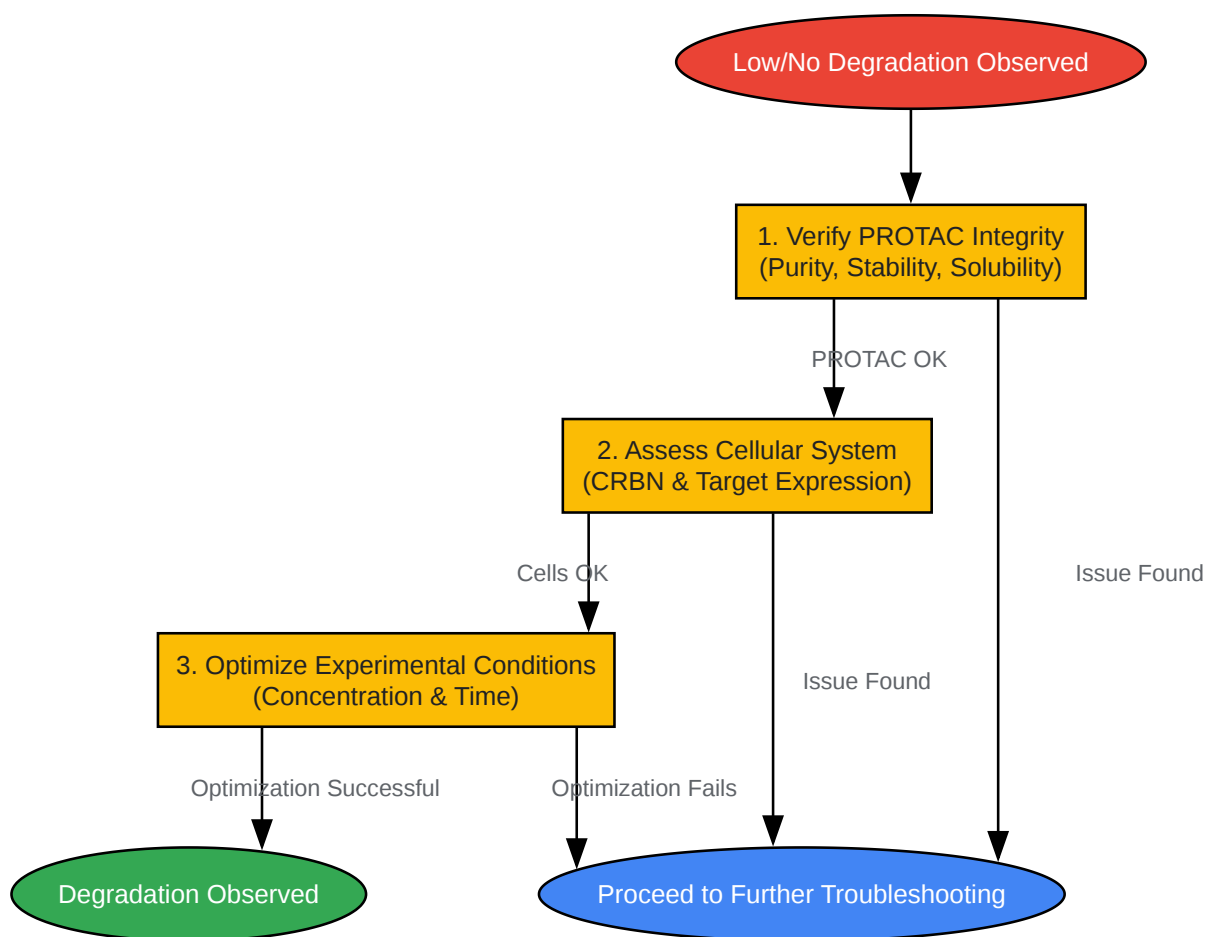 Low/No Degradation Observed
1. Verify PROTAC Integrity
(Purity, Stability, Solubility)
PROTAC OK
2. Assess Cellular System
(CRBN & Target Expression)
Cells OK
Issue Found
3. Optimize Experimental Conditions
(Concentration & Time)
Issue Found
Optimization Successful
Optimization Fails
Degradation Observed
Proceed to Further Troubleshooting